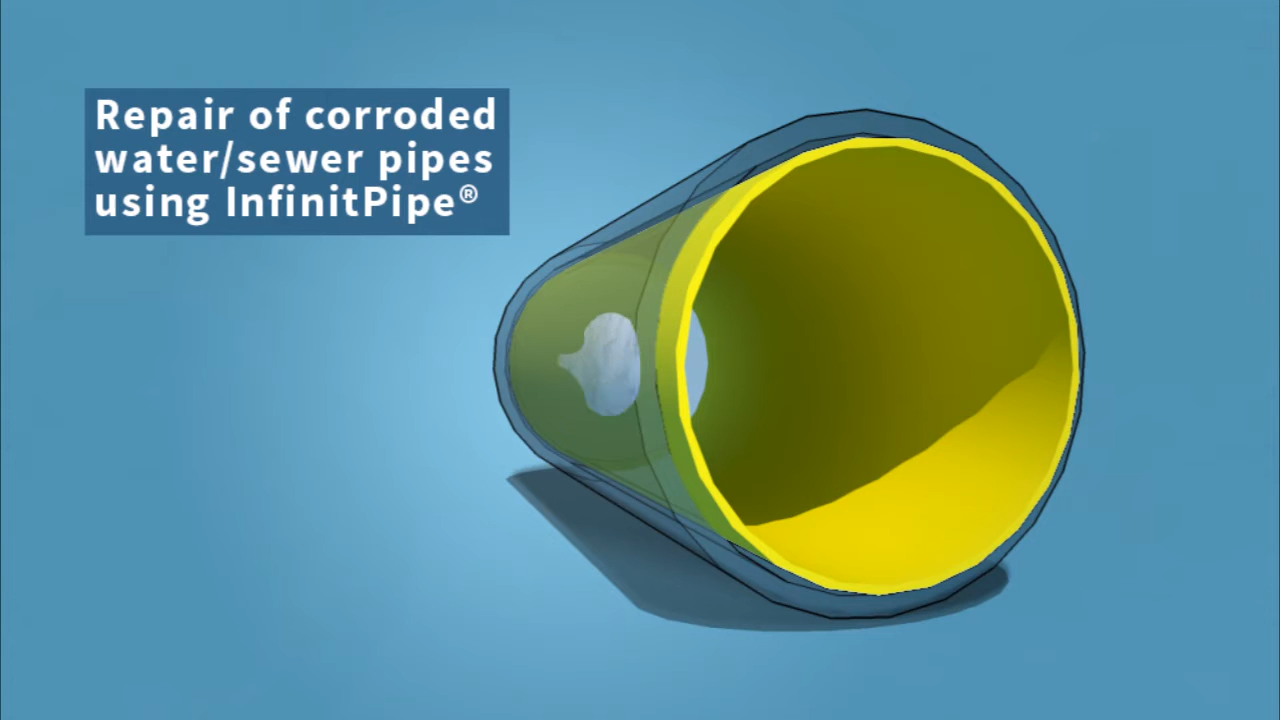 Repair of corroded
water/sewer pipes
using InfinitPipe®